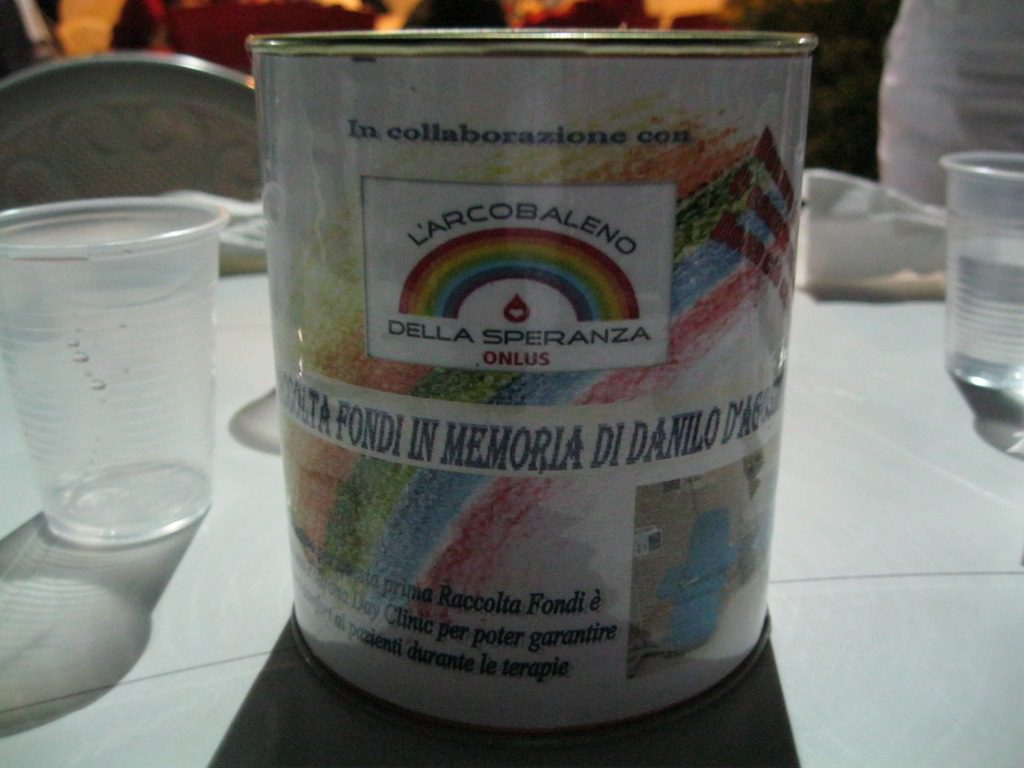 In collaborazione con
L'ARCOBALENO
DELLA SPERANZA
ONLUS
FONDI IN MEMORIA DI DANILO
prima Raccolta Fondi è
Day Clinic per poter garantire
ai pazienti durante le terapie